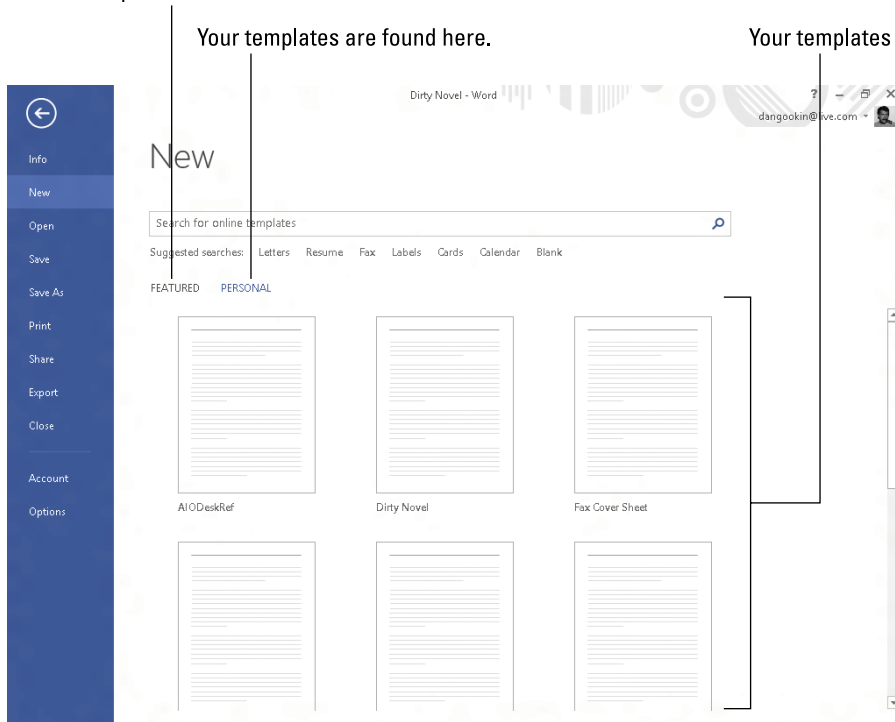 Your templates are found here.
Your templates
Dirty Novel - Word
? – X
dangookin@live.com
Info
New
Open
Save
Save As
Print
Share
Export
Close
Account
Options
New
Search for online templates
Suggested searches: Letters Resume Fax Labels Cards Calendar Blank
FEATURED PERSONAL
AIODeskRef Dirty Novel Fax Cover Sheet